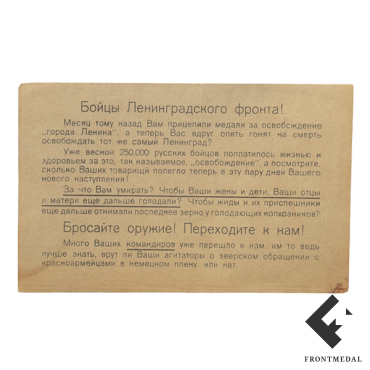 Бойцы Ленинградского фронта!
Месяц тому назад Вам прицепили медали за освобождение
„города Ленина“, а теперь Вас вдруг опять гонят на смерть
освобождать тот же самый Ленинград?
Уже весной 250.000 русских бойцов поплатилось жизнью и
здоровьем за это, так называемое, „освобождение“, а посмотрите,
сколько Ваших товарищй полегло теперь в эту пару дней Вашего
нового наступления!
За что Вам умирать? Чтобы Ваши жены и дети, Ваши отцы
и матери еще дальше голодали? Чтобы жиды и их приспешники
еще дальше отнимали последнее зерно у голодающих колхозников?
Бросайте оружие! Переходите к нам!
Много Ваших командиров уже перешло к нам, им то ведь
лучше знать, врут ли Ваши агитаторы о зверском обращении с
красноармейцами в немецком плену, или нет.
FRONTMEDAL